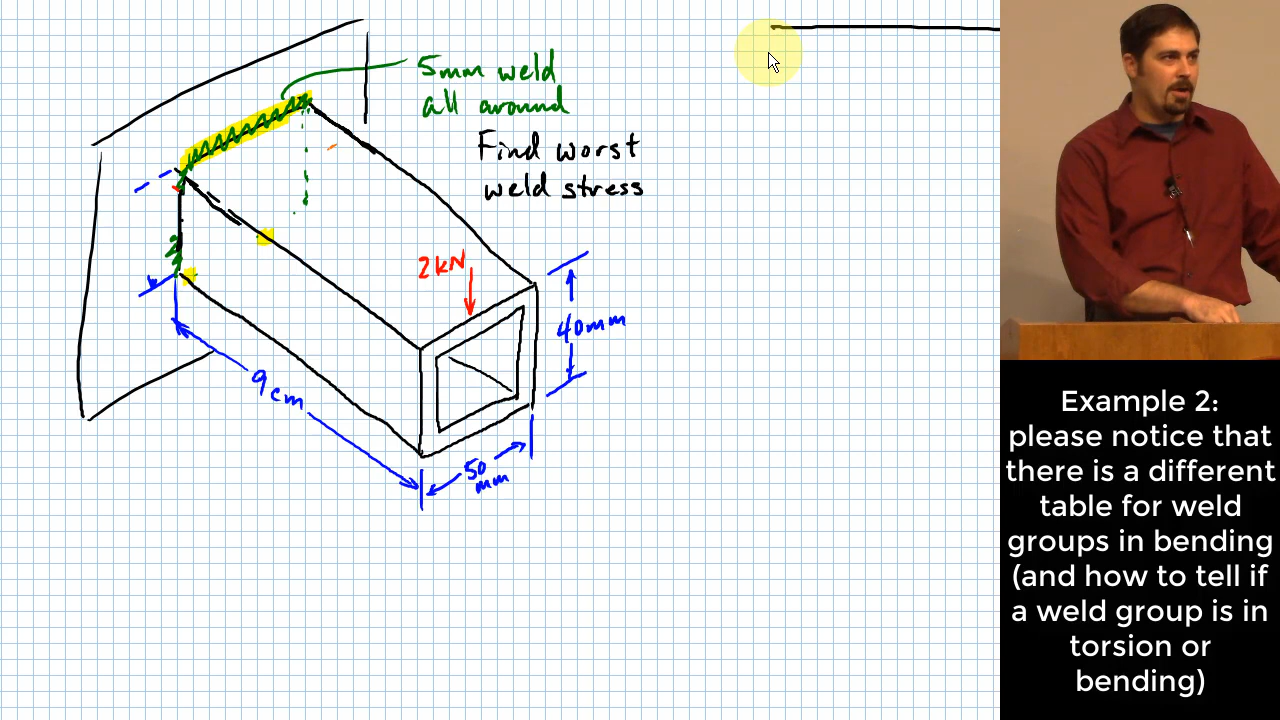 5mm weld
all around
Find worst
weld stress
2kN
40mm
9cm
50
mm
Example 2:
please notice that
there is a different
table for weld
groups in bending
(and how to tell if
a weld group is in
torsion or
bending)